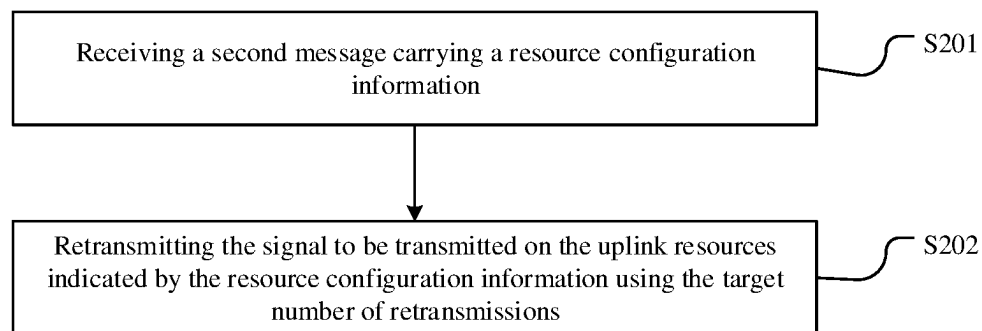 Receiving a second message carrying a resource configuration
information
S201
Retransmitting the signal to be transmitted on the uplink resources
indicated by the resource configuration information using the target
number of retransmissions
S202